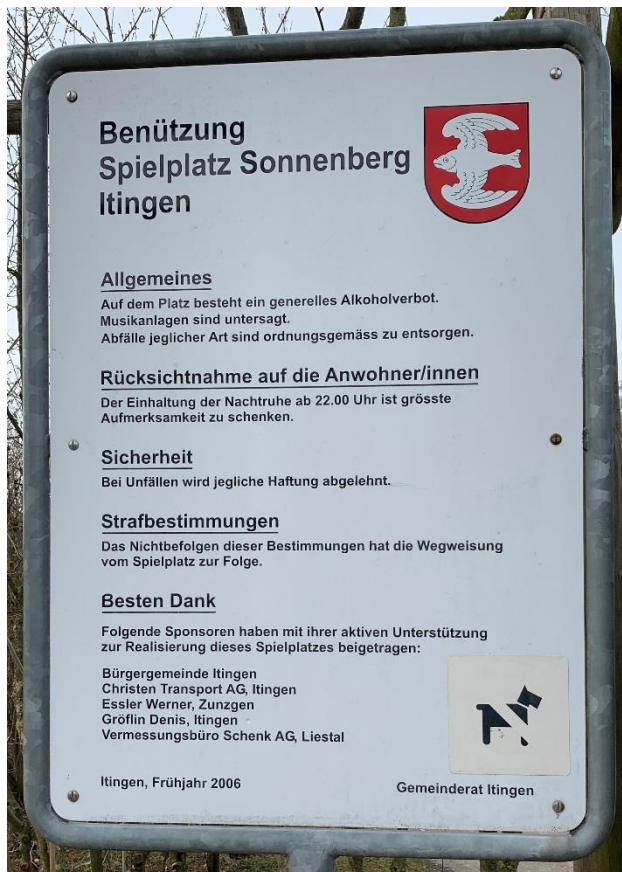 Benützung
Spielplatz Sonnenberg
Itingen
Allgemeines
Auf dem Platz besteht ein generelles Alkoholverbot.
Musikanlagen sind untersagt.
Abfälle jeglicher Art sind ordnungsgemäss zu entsorgen.
Rücksichtnahme auf die Anwohner/innen
Der Einhaltung der Nachtruhe ab 22.00 Uhr ist grösste
Aufmerksamkeit zu schenken.
Sicherheit
Bei Unfällen wird jegliche Haftung abgelehnt.
Strafbestimmungen
Das Nichtbefolgen dieser Bestimmungen hat die Wegweisung
vom Spielplatz zur Folge.
Besten Dank
Folgende Sponsoren haben mit ihrer aktiven Unterstützung
zur Realisierung dieses Spielplatzes beigetragen:
Bürgergemeinde Itingen
Christen Transport AG, Itingen
Essler Werner, Zunzgen
Gröflin Denis, Itingen
Vermessungsbüro Schenk AG, Liestal
Itingen, Frühjahr 2006
Gemeinderat Itingen